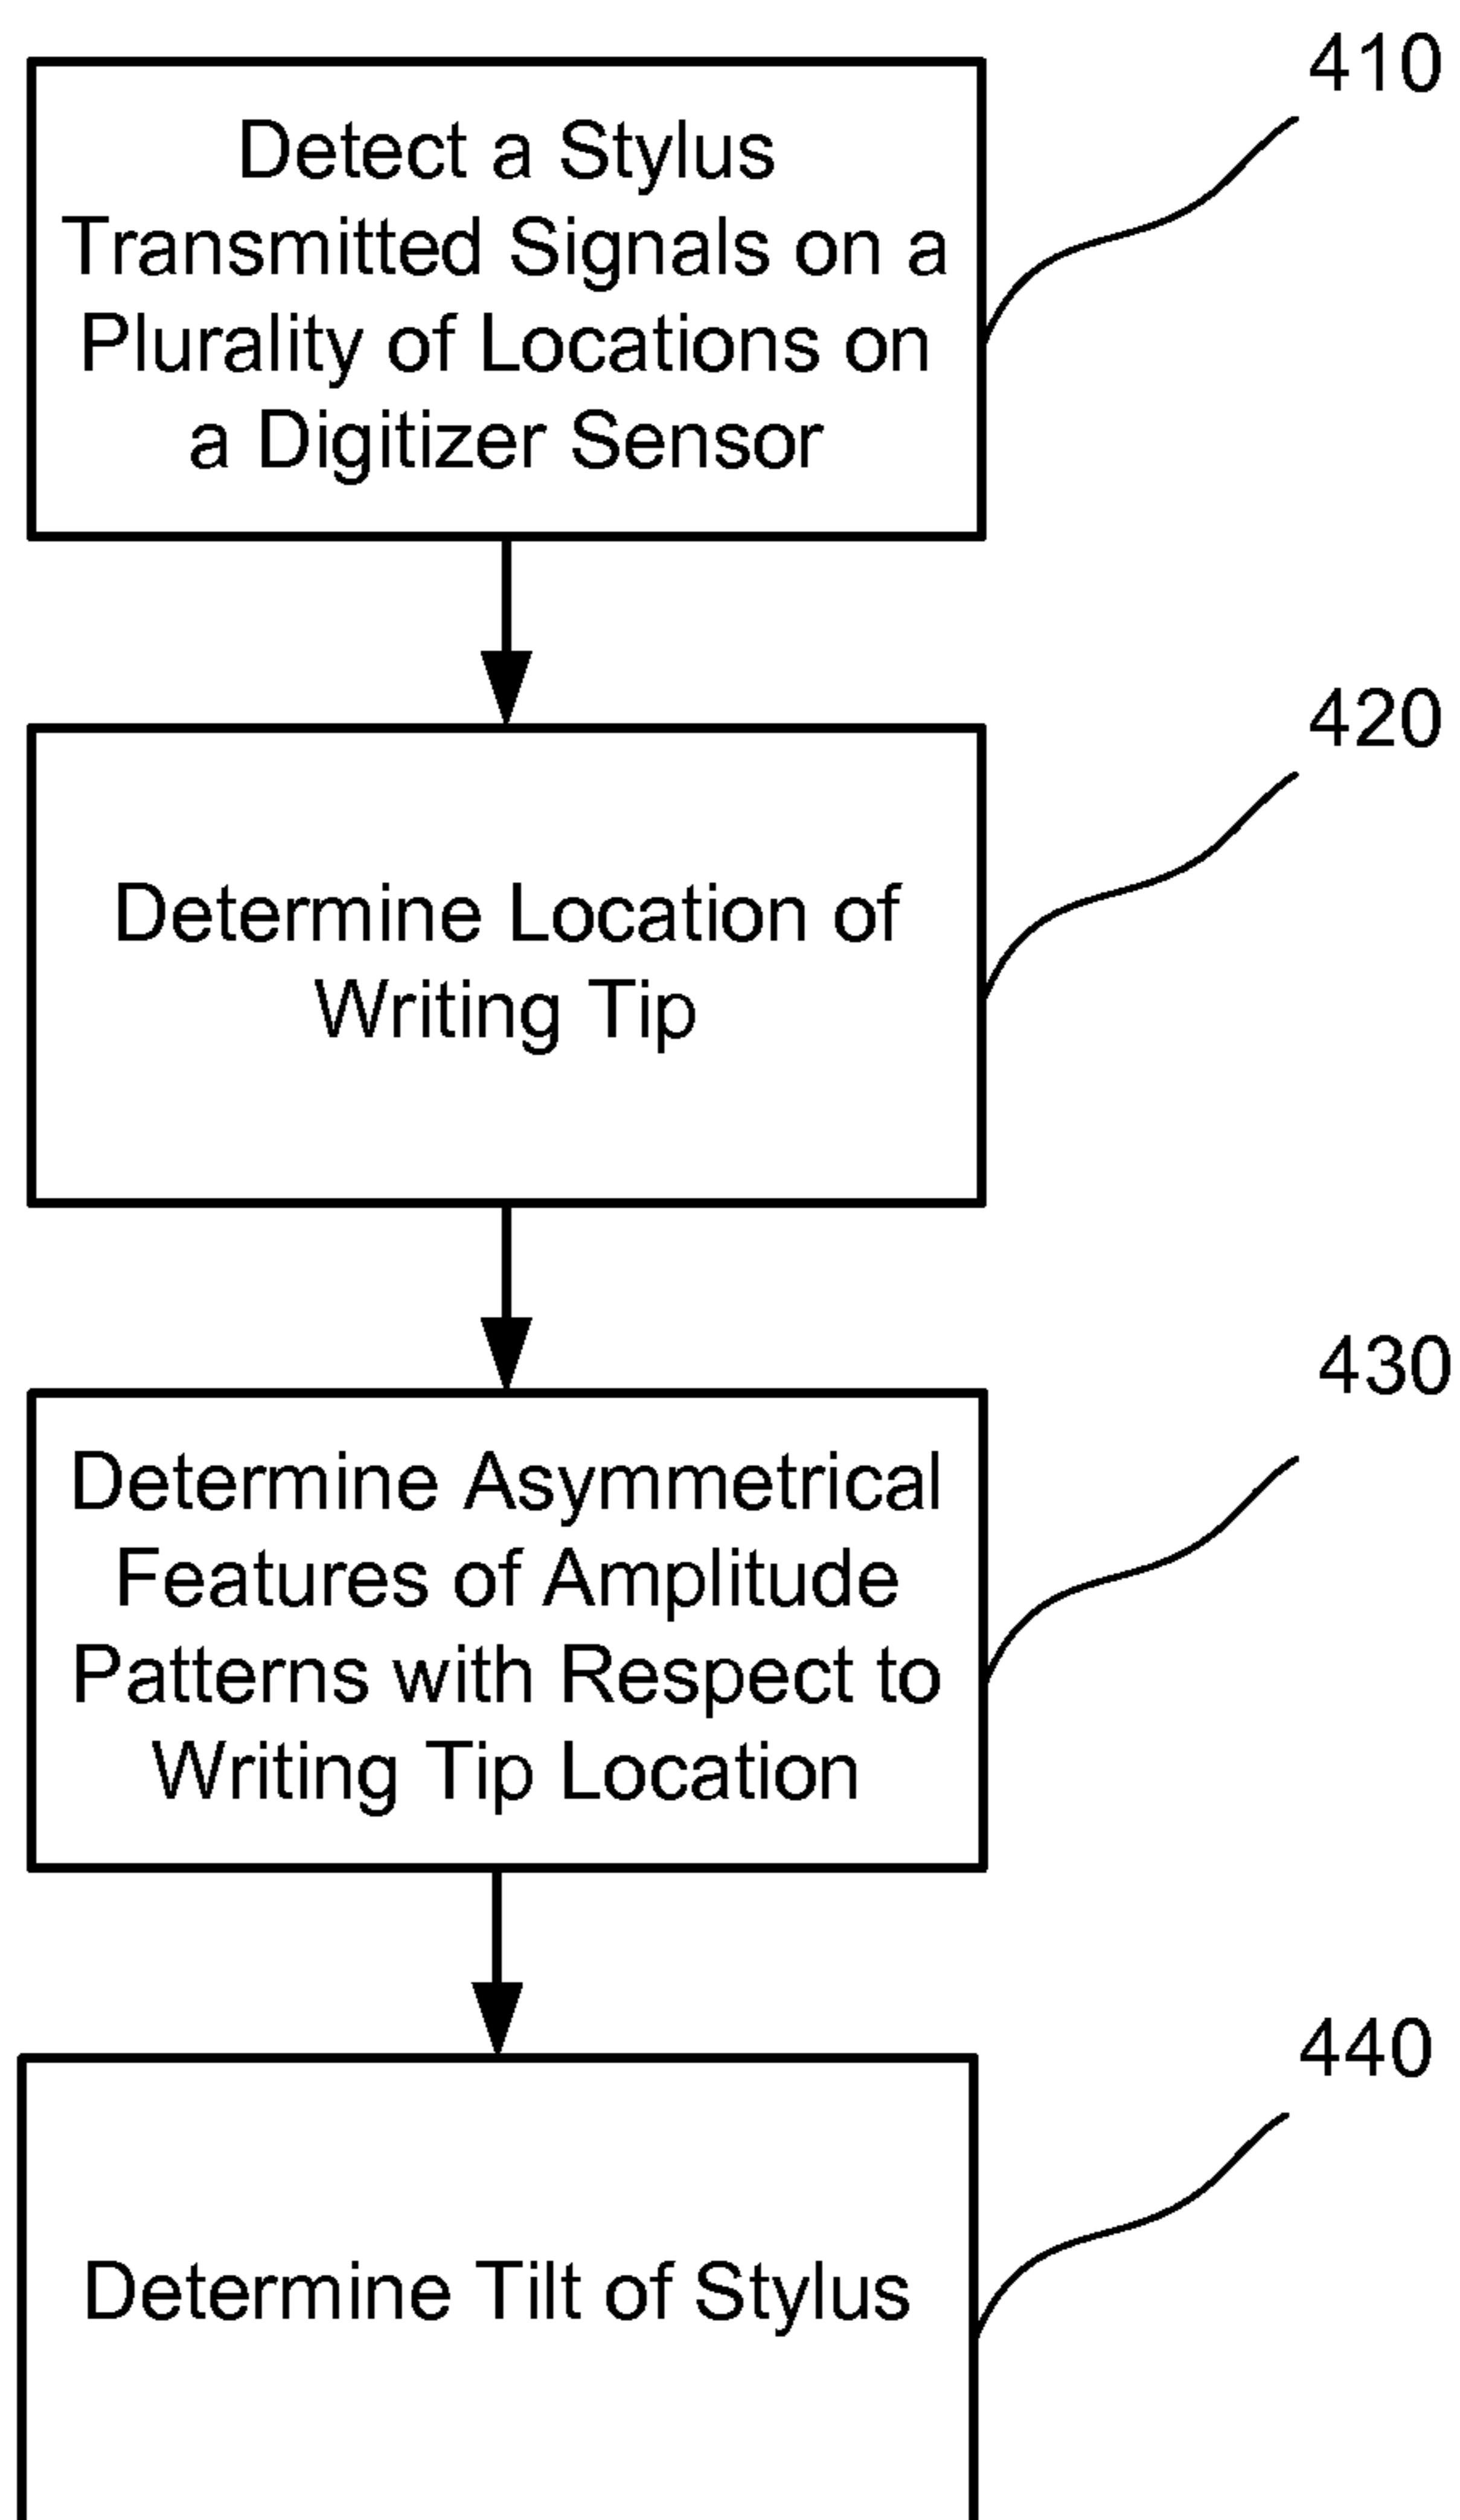 410
Detect a Stylus
Transmitted Signals on a
Plurality of Locations on
a Digitizer Sensor
420
Determine Location of
Writing Tip
430
Determine Asymmetrical
Features of Amplitude
Patterns with Respect to
Writing Tip Location
440
Determine Tilt of Stylus